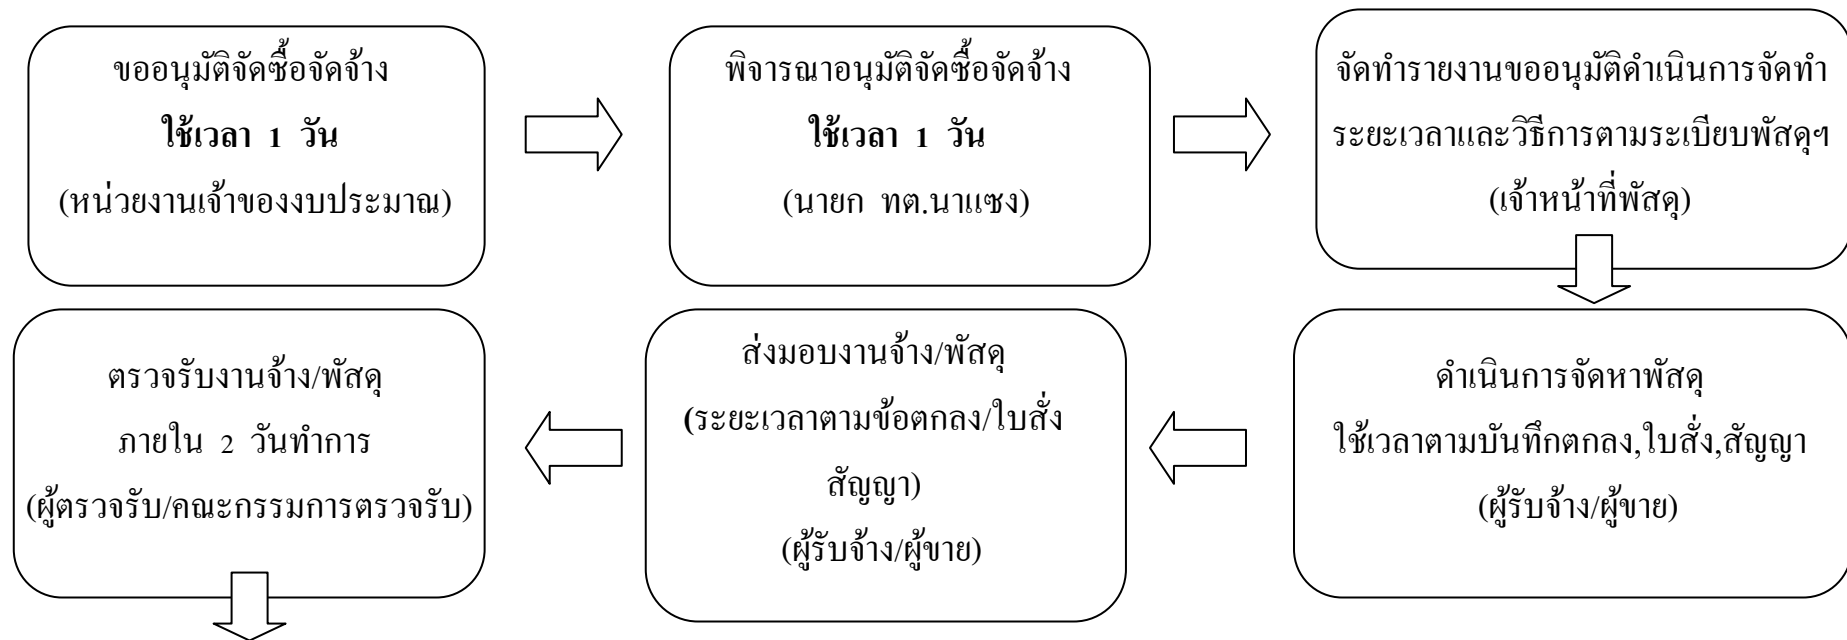 ขออนุมัติจัดซื้อจัดจ้าง
ใช้เวลา 1 วัน
(หน่วยงานเจ้าของงบประมาณ)
พิจารณาอนุมัติจัดซื้อจัดจ้าง
ใช้เวลา 1 วัน
(นายก ทต.นาแซง)
จัดทำรายงานขออนุมัติดำเนินการจัดทำ
ระยะเวลาและวิธีการตามระเบียบพัสดุฯ
(เจ้าหน้าที่พัสดุ)
ดำเนินการจัดหาพัสดุ
ใช้เวลาตามบันทึกตกลง,ใบสั่ง,สัญญา
(ผู้รับจ้าง/ผู้ขาย)
ส่งมอบงานจ้าง/พัสดุ
(ระยะเวลาตามข้อตกลง/ใบสั่ง
สัญญา)
(ผู้รับจ้าง/ผู้ขาย)
ตรวจรับงานจ้าง/พัสดุ
ภายใน 2 วันทำการ
(ผู้ตรวจรับ/คณะกรรมการตรวจรับ)